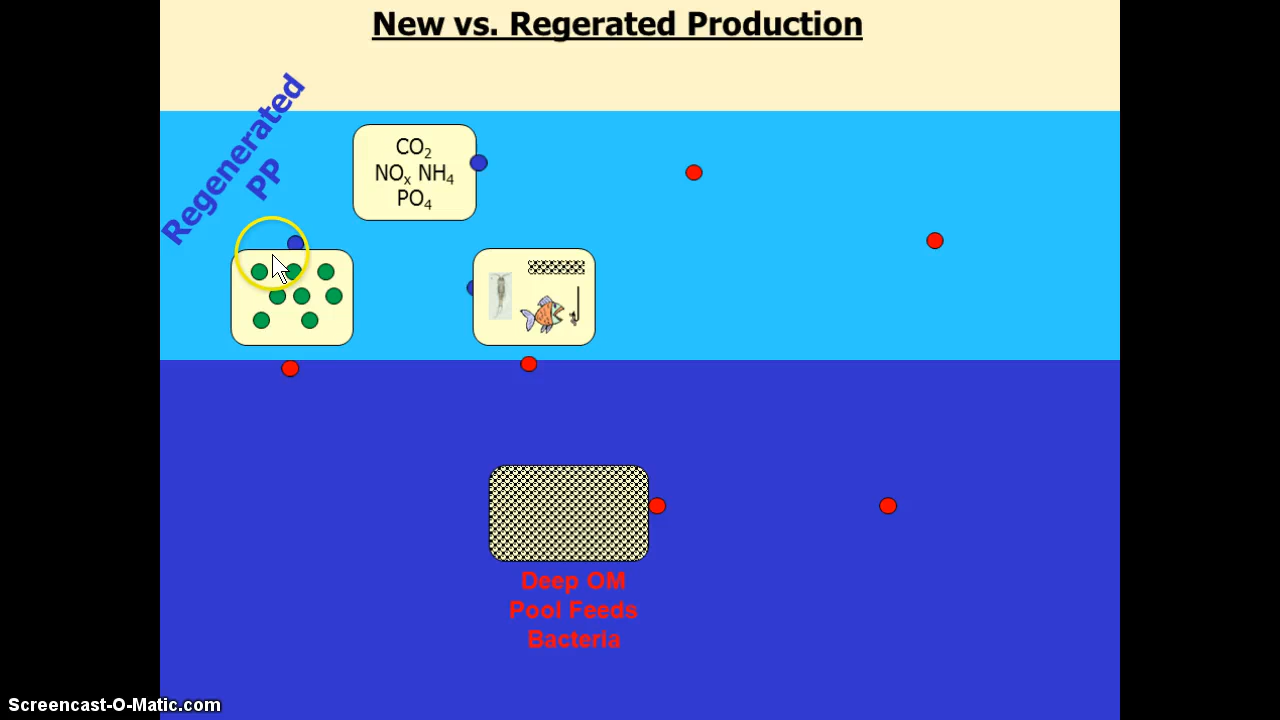 New vs. Regerated Production
Regenerated
PP
CO₂
NOₓ NH₄
PO₄
Deep OM
Pool Feeds
Bacteria
Screencast-O-Matic.com